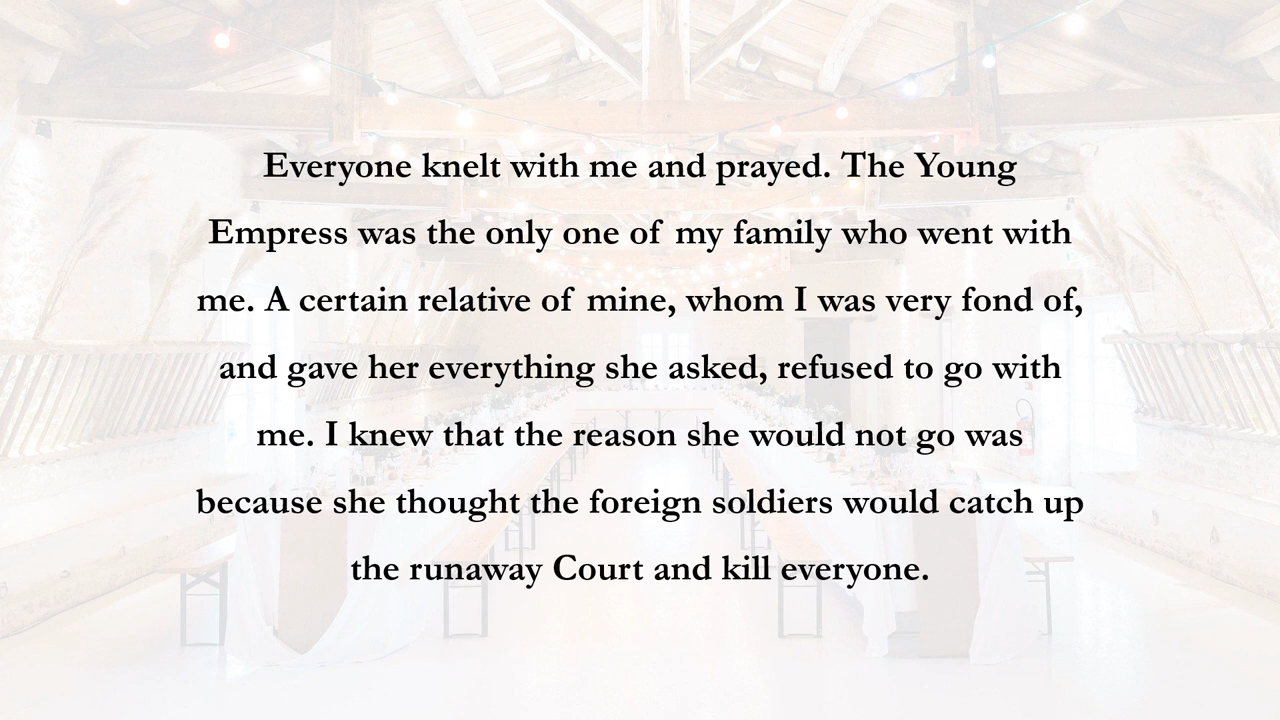 Everyone knelt with me and prayed. The Young
Empress was the only one of my family who went with
me. A certain relative of mine, whom I was very fond of,
and gave her everything she asked, refused to go with
me. I knew that the reason she would not go was
because she thought the foreign soldiers would catch up
the runaway Court and kill everyone.